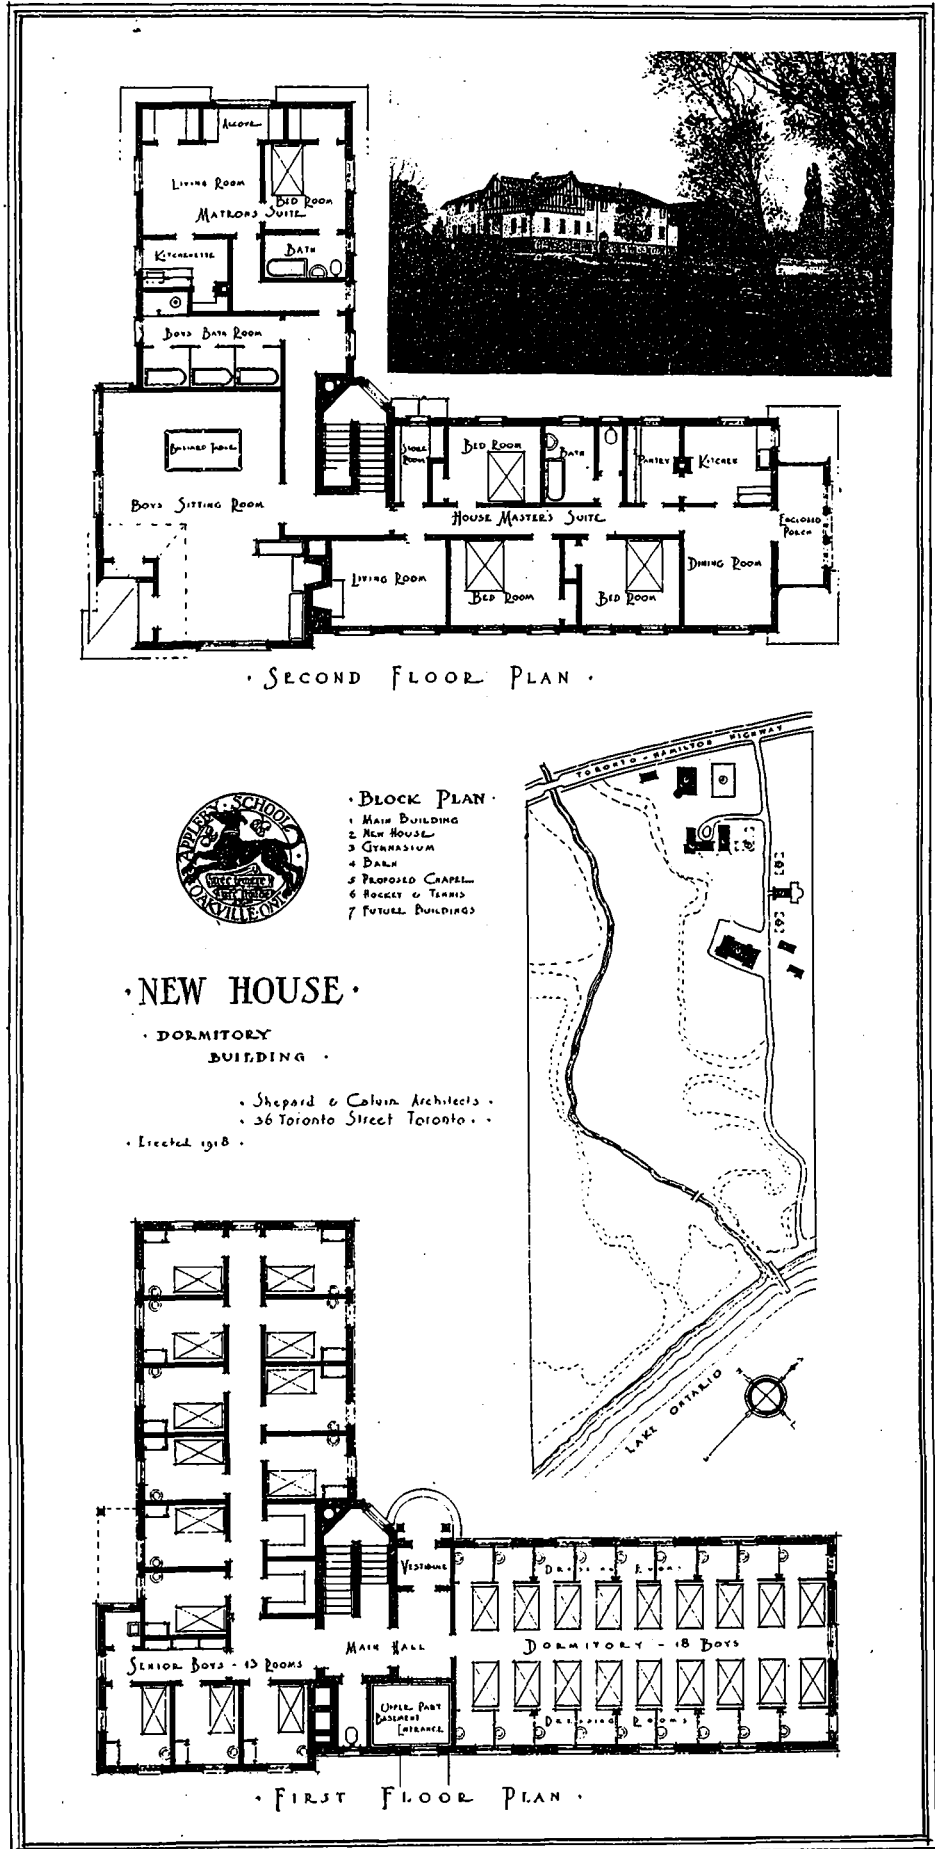 ALCOVE
LIVING ROOM
BED ROOM
MATRONS SUITE
BATH
KITCHENETTE
BOYS BATH ROOM
BILLIARD TABLE
BOYS SITTING ROOM
STORE ROOM
BED ROOM
BATH
PANTRY
KITCHEN
HOUSE MASTER'S SUITE
ENCLOSED PORCH
LIVING ROOM
BED ROOM
BED ROOM
DINING ROOM
· SECOND FLOOR PLAN ·
TORONTO - HAMILTON HIGHWAY
APPLEBY · SCHOOL
OAKVILLE · ONT
· BLOCK PLAN ·
1 MAIN BUILDING
2 NEW HOUSE
3 GYMNASIUM
4 BARN
5 PROPOSED CHAPEL
6 HOCKEY & TENNIS
7 FUTURE BUILDINGS
· NEW HOUSE ·
· DORMITORY
BUILDING ·
· Shepard & Calvin Architects ·
· 36 Toronto Street Toronto · ·
· Erected 1918 ·
LAKE ONTARIO
VESTIBULE
DRESSING ROOMS
MAIN HALL
DORMITORY - 18 BOYS
SENIOR BOYS - 13 ROOMS
UPPER PART
BASEMENT
ENTRANCE
DRESSING ROOMS
· FIRST FLOOR PLAN ·